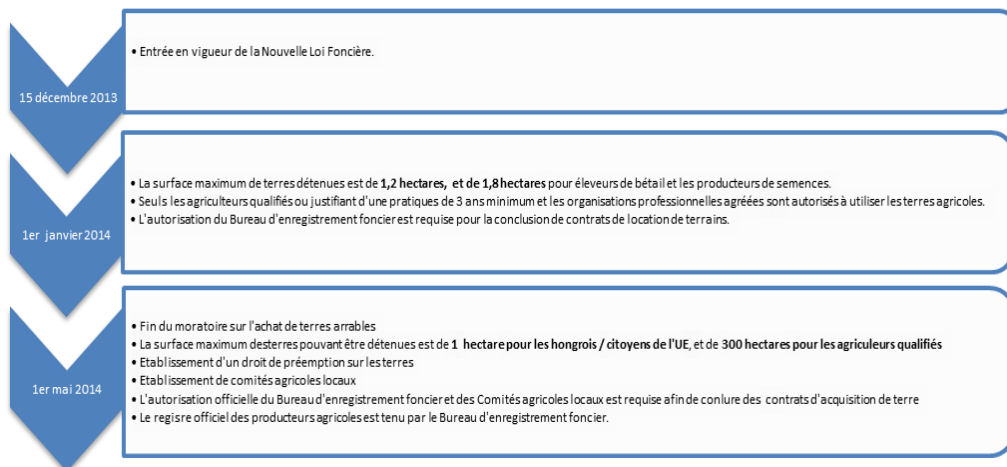 15 décembre 2013
• Entrée en vigueur de la Nouvelle Loi Foncière.
1er janvier 2014
• La surface maximum de terres détenues est de 1,2 hectares, et de 1,8 hectares pour éleveurs de bétail et les producteurs de semences.
• Seuls les agriculteurs qualifiés ou justifiant d'une pratiques de 3 ans minimum et les organisations professionnelles agréées sont autorisés à utiliser les terres agricoles.
• L'autorisation du Bureau d'enregistrement foncier est requise pour la conclusion de contrats de location de terrains.
1er mai 2014
• Fin du moratoire sur l'achat de terres arrables
• La surface maximum desterres pouvant être détenues est de 1 hectare pour les hongrois / citoyens de l'UE, et de 300 hectares pour les agriculeurs qualifiés
• Etablissement d'un droit de préemption sur les terres
• Etablissement de comités agricoles locaux
• L'autorisation officielle du Bureau d'enregistrement foncier et des Comités agricoles locaux est requise afin de conlure des contrats d'acquisition de terre
• Le regisre officiel des producteurs agricoles est tenu par le Bureau d'enregistrement foncier.